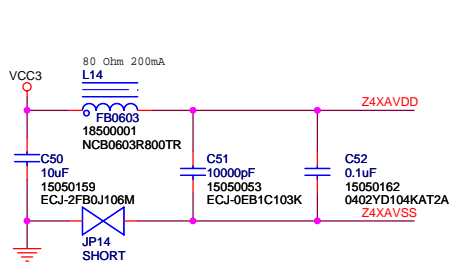 80 Ohm 200mA
L14
VCC3
Z4XAVDD
FB0603
18500001
NCB0603R800TR
C50
10uF
15050159
ECJ-2FB0J106M
C51
10000pF
15050053
ECJ-0EB1C103K
C52
0.1uF
15050162
0402YD104KAT2A
Z4XAVSS
JP14
SHORT